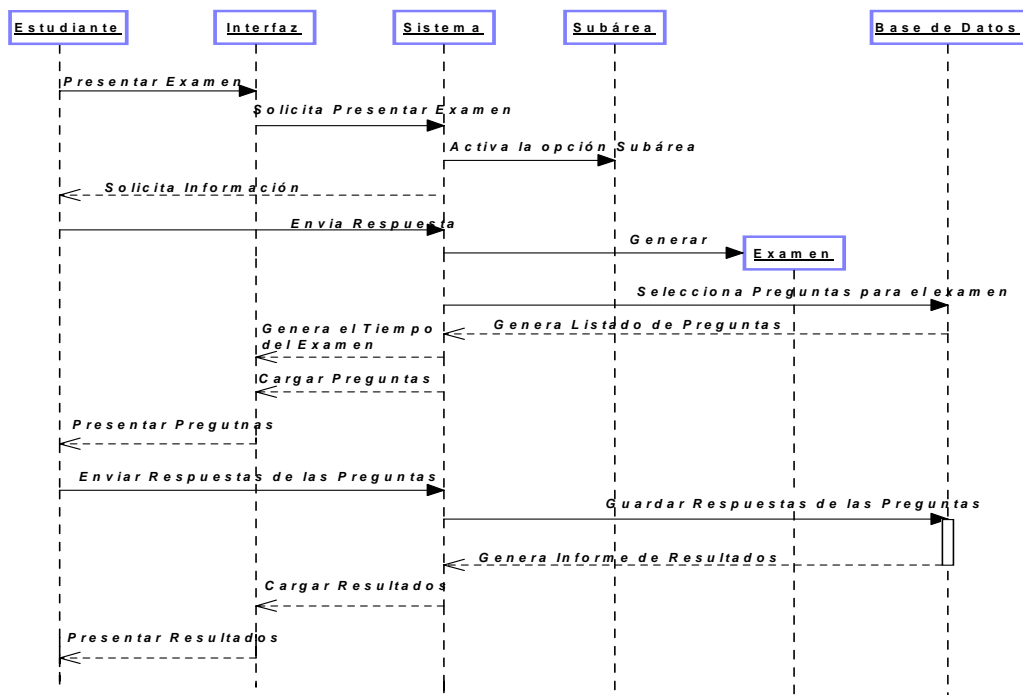 Estudiante
Interfaz
Sistema
Subárea
Base de Datos
Presentar Examen
Solicita Presentar Examen
Activa la opción Subárea
Solicita Información
Envia Respuesta
Generar
Examen
Selecciona Preguntas para el examen
Genera Listado de Preguntas
Genera el Tiempo
del Examen
Cargar Preguntas
Presentar Pregutnas
Enviar Respuestas de las Preguntas
Guardar Respuestas de las Preguntas
Genera Informe de Resultados
Cargar Resultados
Presentar Resultados